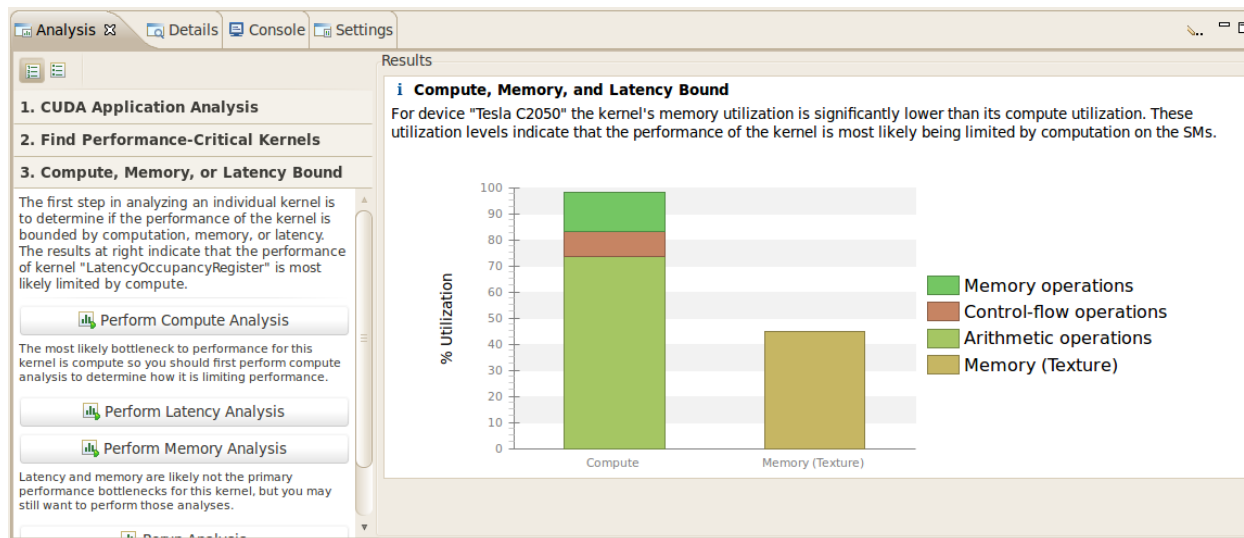 Analysis
Details
Console
Settings
1. CUDA Application Analysis
2. Find Performance-Critical Kernels
3. Compute, Memory, or Latency Bound
The first step in analyzing an individual kernel is
to determine if the performance of the kernel is
bounded by computation, memory, or latency.
The results at right indicate that the performance
of kernel "LatencyOccupancyRegister" is most
likely limited by compute.
Perform Compute Analysis
The most likely bottleneck to performance for this
kernel is compute so you should first perform compute
analysis to determine how it is limiting performance.
Perform Latency Analysis
Perform Memory Analysis
Latency and memory are likely not the primary
performance bottlenecks for this kernel, but you may
still want to perform those analyses.
Rerun Analysis
Results
i Compute, Memory, and Latency Bound
For device "Tesla C2050" the kernel's memory utilization is significantly lower than its compute utilization. These
utilization levels indicate that the performance of the kernel is most likely being limited by computation on the SMs.
% Utilization
100
90
80
70
60
50
40
30
20
10
0
Compute
Memory (Texture)
Memory operations
Control-flow operations
Arithmetic operations
Memory (Texture)